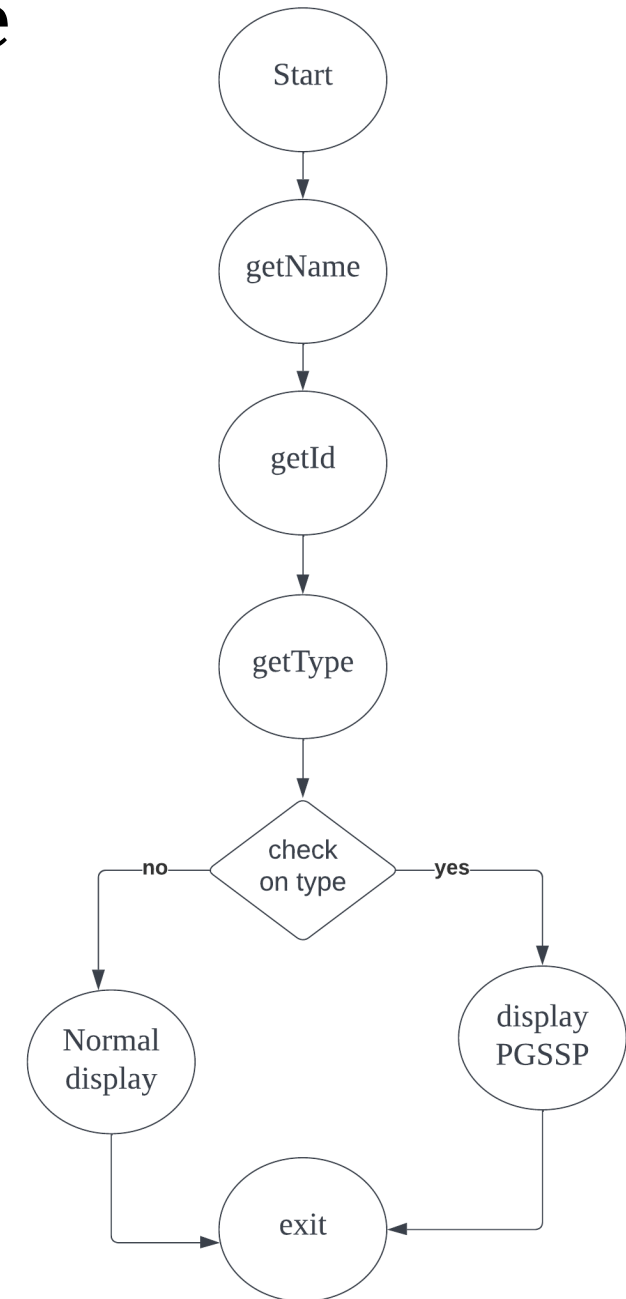 e
Start
getName
getId
getType
check
on type
no
yes
Normal
display
display
PGSSP
exit